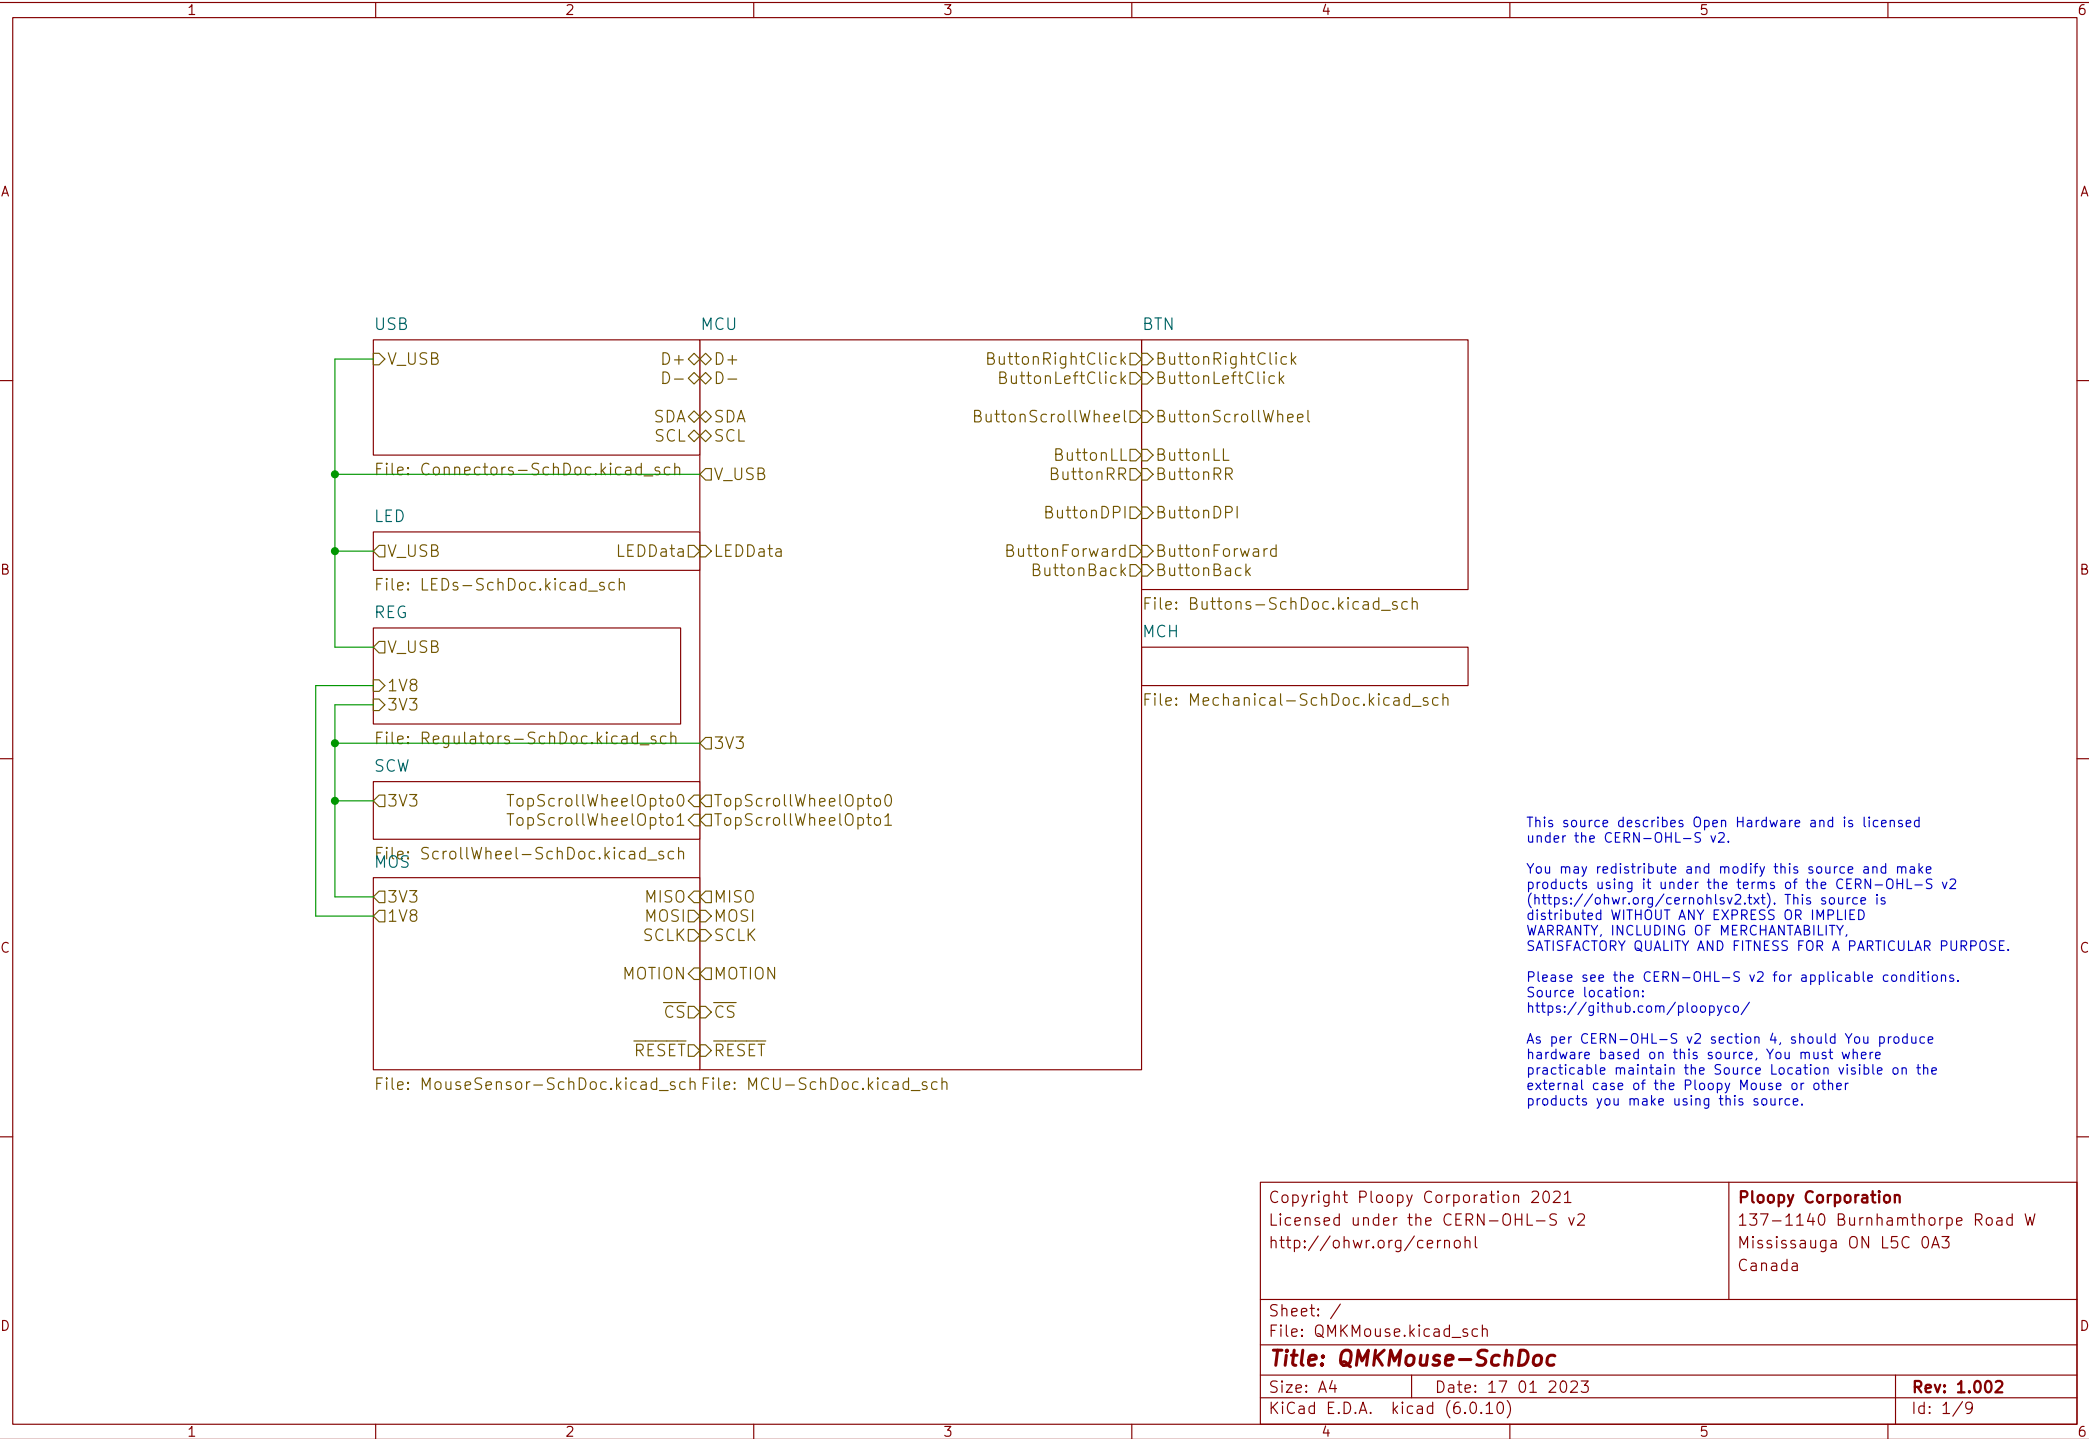 1 2 3 4 5 6
A A
B B
C C
D D
USB
V_USB
D+
D-
SDA
SCL
File: Connectors-SchDoc.kicad_sch
LED
V_USB
LEDData
File: LEDs-SchDoc.kicad_sch
REG
V_USB
1V8
3V3
File: Regulators-SchDoc.kicad_sch
SCW
3V3
TopScrollWheelOpto0
TopScrollWheelOpto1
File: ScrollWheel-SchDoc.kicad_sch
MOS
3V3
1V8
MISO
MOSI
SCLK
MOTION
CS
RESET
File: MouseSensor-SchDoc.kicad_sch
MCU
D+
D-
SDA
SCL
V_USB
LEDData
3V3
TopScrollWheelOpto0
TopScrollWheelOpto1
MISO
MOSI
SCLK
MOTION
CS
RESET
ButtonRightClick
ButtonLeftClick
ButtonScrollWheel
ButtonLL
ButtonRR
ButtonDPI
ButtonForward
ButtonBack
File: MCU-SchDoc.kicad_sch
BTN
ButtonRightClick
ButtonLeftClick
ButtonScrollWheel
ButtonLL
ButtonRR
ButtonDPI
ButtonForward
ButtonBack
File: Buttons-SchDoc.kicad_sch
MCH
File: Mechanical-SchDoc.kicad_sch
This source describes Open Hardware and is licensed
under the CERN-OHL-S v2.
You may redistribute and modify this source and make
products using it under the terms of the CERN-OHL-S v2
(https://ohwr.org/cernohlsv2.txt). This source is
distributed WITHOUT ANY EXPRESS OR IMPLIED
WARRANTY, INCLUDING OF MERCHANTABILITY,
SATISFACTORY QUALITY AND FITNESS FOR A PARTICULAR PURPOSE.
Please see the CERN-OHL-S v2 for applicable conditions.
Source location:
https://github.com/ploopyco/
As per CERN-OHL-S v2 section 4, should You produce
hardware based on this source, You must where
practicable maintain the Source Location visible on the
external case of the Ploopy Mouse or other
products you make using this source.
Copyright Ploopy Corporation 2021
Licensed under the CERN-OHL-S v2
http://ohwr.org/cernohl
Ploopy Corporation
137-1140 Burnhamthorpe Road W
Mississauga ON L5C 0A3
Canada
Sheet: /
File: QMKMouse.kicad_sch
Title: QMKMouse-SchDoc
Size: A4 Date: 17 01 2023 Rev: 1.002
KiCad E.D.A. kicad (6.0.10) Id: 1/9
1 2 3 4 5 6